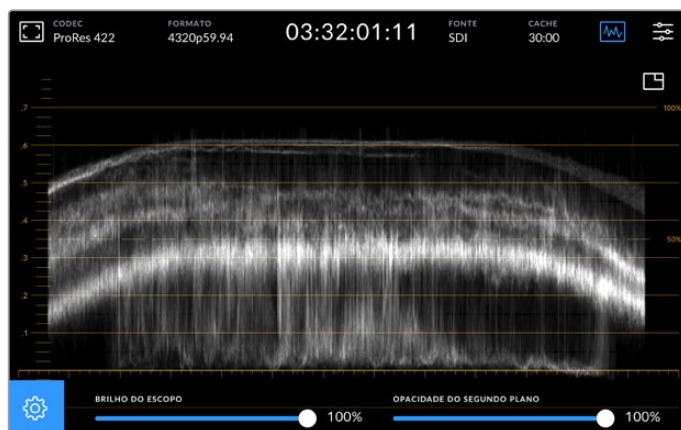 CODEC
ProRes 422
FORMATO
4320p59.94
03:32:01:11
FONTE
SDI
CACHE
30:00
.7
100%
.6
.5
.4
50%
.3
.2
.1
BRILHO DO ESCOPO
100%
OPACIDADE DO SEGUNDO PLANO
100%